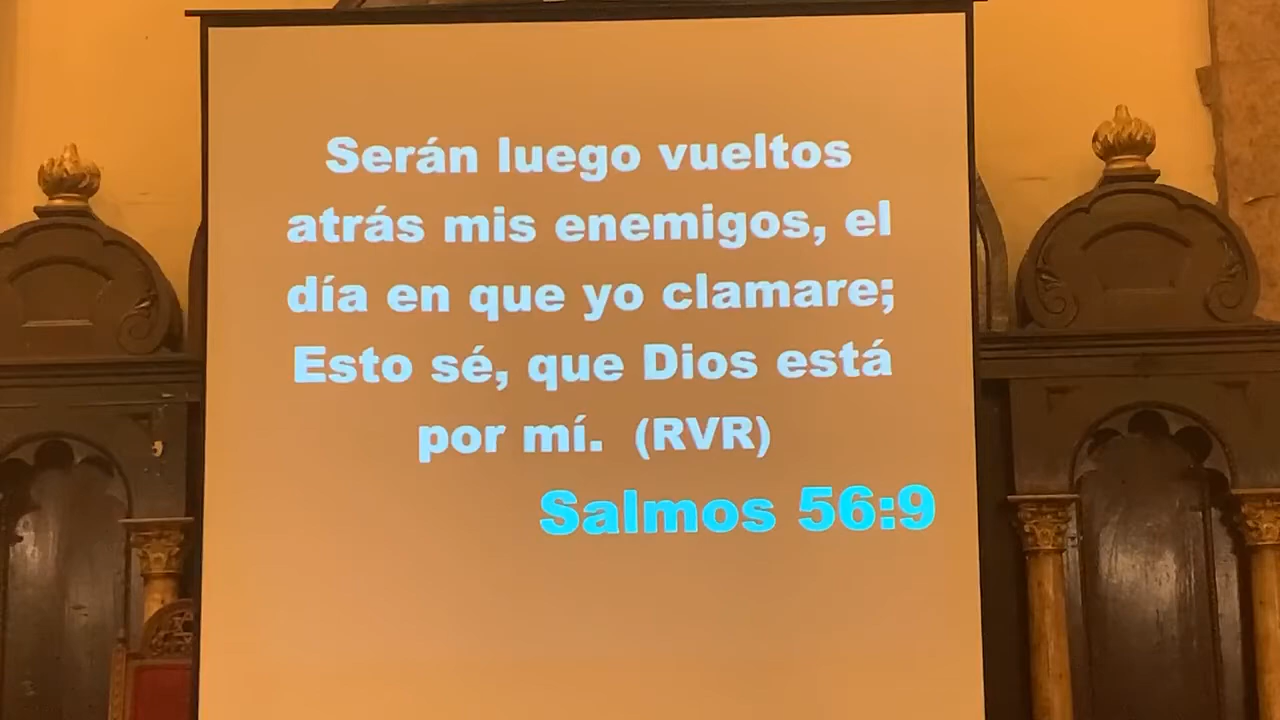 Serán luego vueltos
atrás mis enemigos, el
día en que yo clamare;
Esto sé, que Dios está
por mí. (RVR)
Salmos 56:9